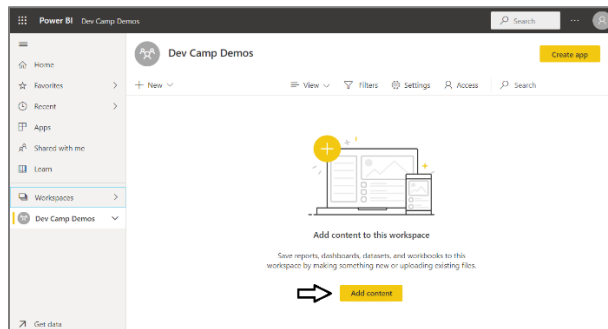 Power BI Dev Camp Demos Search
Dev Camp Demos Create app
Home
Favorites
Recent
Apps
Shared with me
Learn
Workspaces
Dev Camp Demos
Get data
New View Filters Settings Access Search
Add content to this workspace
Save reports, dashboards, datasets, and workbooks to this
workspace by making something new or uploading existing files.
Add content